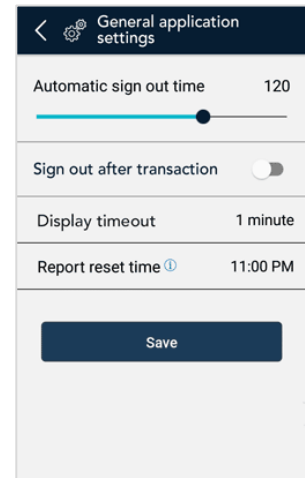 General application
settings
Automatic sign out time 120
Sign out after transaction
Display timeout 1 minute
Report reset time 11:00 PM
Save